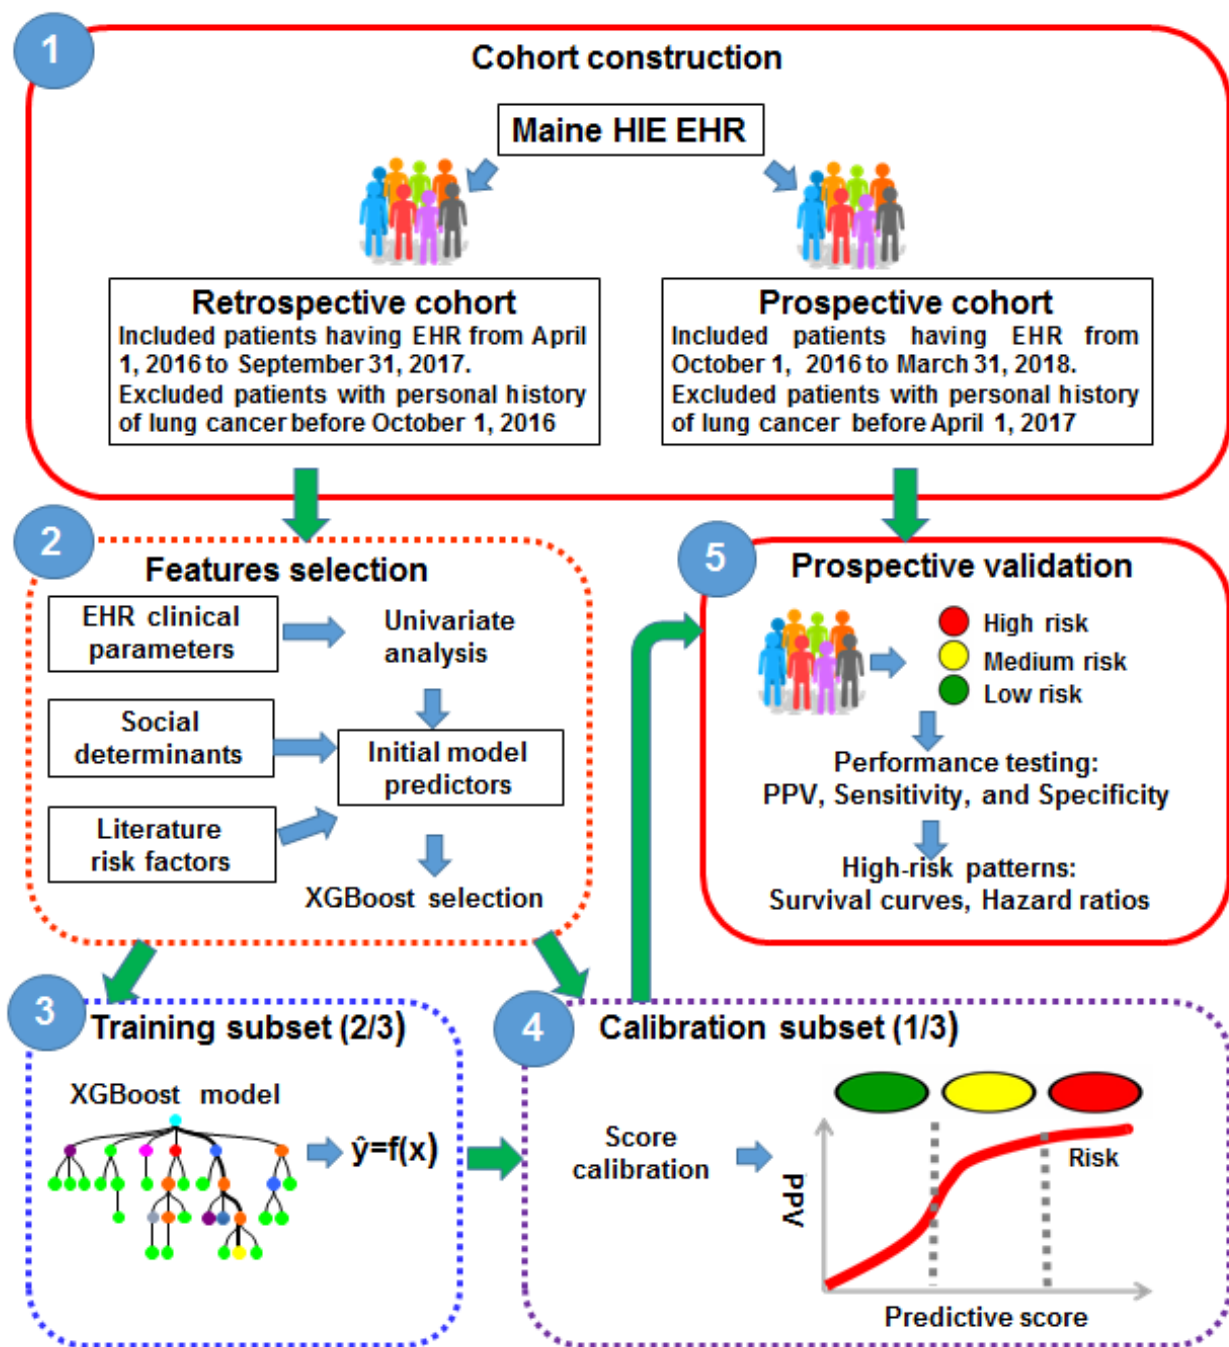 1
Cohort construction
Maine HIE EHR
Retrospective cohort
Included patients having EHR from April
1, 2016 to September 31, 2017.
Excluded patients with personal history
of lung cancer before October 1, 2016
Prospective cohort
Included patients having EHR from
October 1, 2016 to March 31, 2018.
Excluded patients with personal history
of lung cancer before April 1, 2017
2
Features selection
EHR clinical
parameters
Univariate
analysis
Social
determinants
Initial model
predictors
Literature
risk factors
XGBoost selection
5
Prospective validation
High risk
Medium risk
Low risk
Performance testing:
PPV, Sensitivity, and Specificity
High-risk patterns:
Survival curves, Hazard ratios
3
Training subset (2/3)
XGBoost model
ŷ=f(x)
4
Calibration subset (1/3)
Score
calibration
PPV
Risk
Predictive score